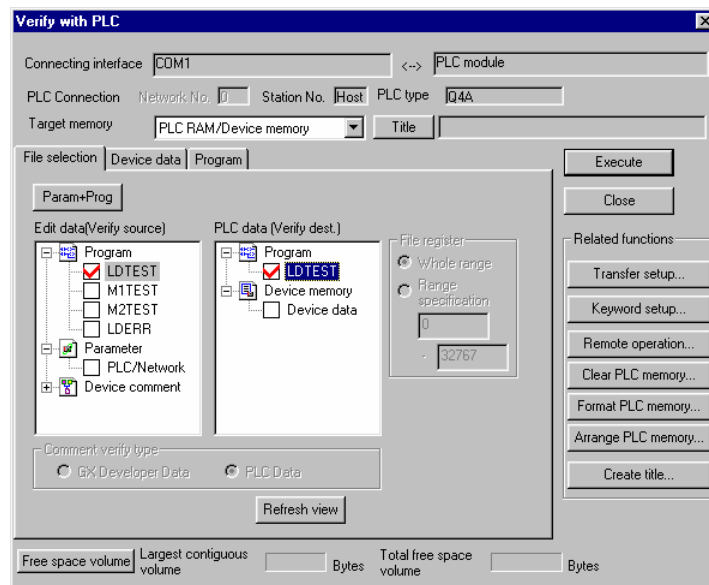 Verify with PLC
Connecting interface COM1 <--> PLC module
PLC Connection Network No. 0 Station No. Host PLC type Q4A
Target memory PLC RAM/Device memory Title
File selection Device data Program
Execute
Param+Prog
Close
Edit data(Verify source) PLC data (Verify dest.)
Related functions
Program
LDTEST
M1TEST
M2TEST
LDERR
Parameter
PLC/Network
Device comment
Program
LDTEST
Device memory
Device data
File register
Whole range
Range
specification
0
- 32767
Transfer setup...
Keyword setup...
Remote operation...
Clear PLC memory...
Format PLC memory...
Arrange PLC memory...
Create title...
Comment verify type
GX Developer Data PLC Data
Refresh view
Free space volume Largest contiguous
volume Bytes
Total free space
volume Bytes